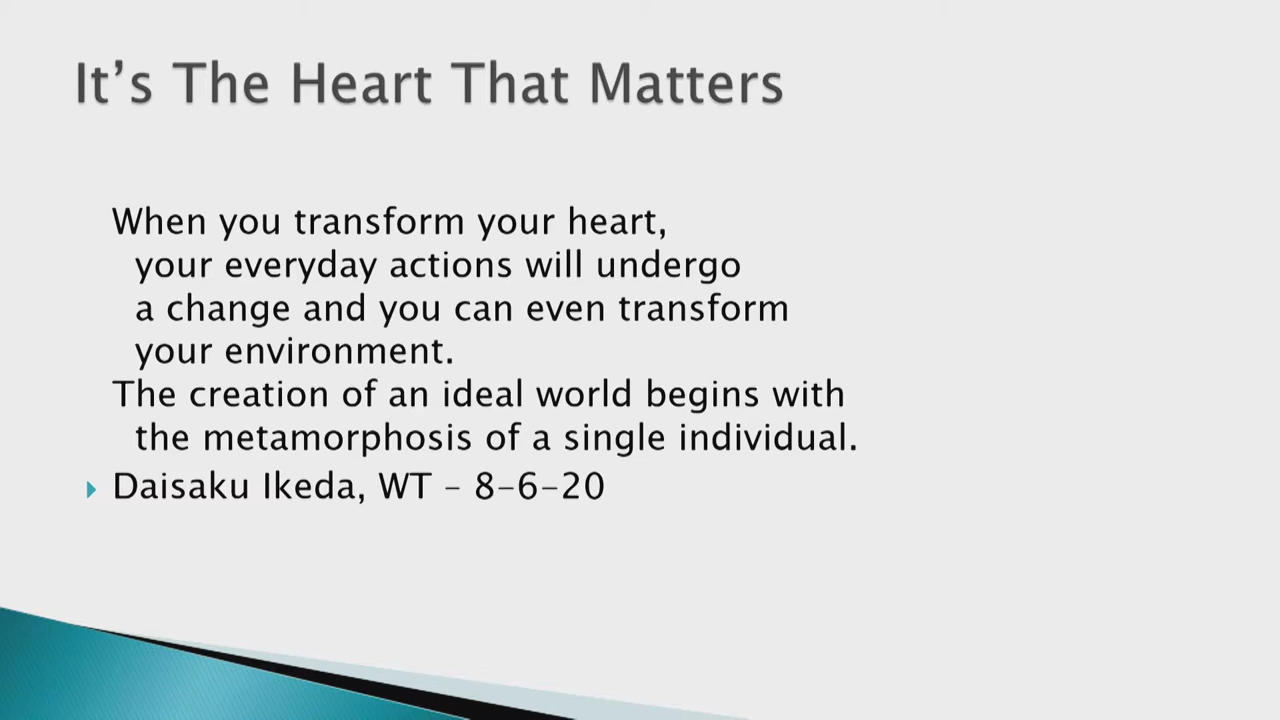 It’s The Heart That Matters
When you transform your heart,
your everyday actions will undergo
a change and you can even transform
your environment.
The creation of an ideal world begins with
the metamorphosis of a single individual.
Daisaku Ikeda, WT – 8-6-20